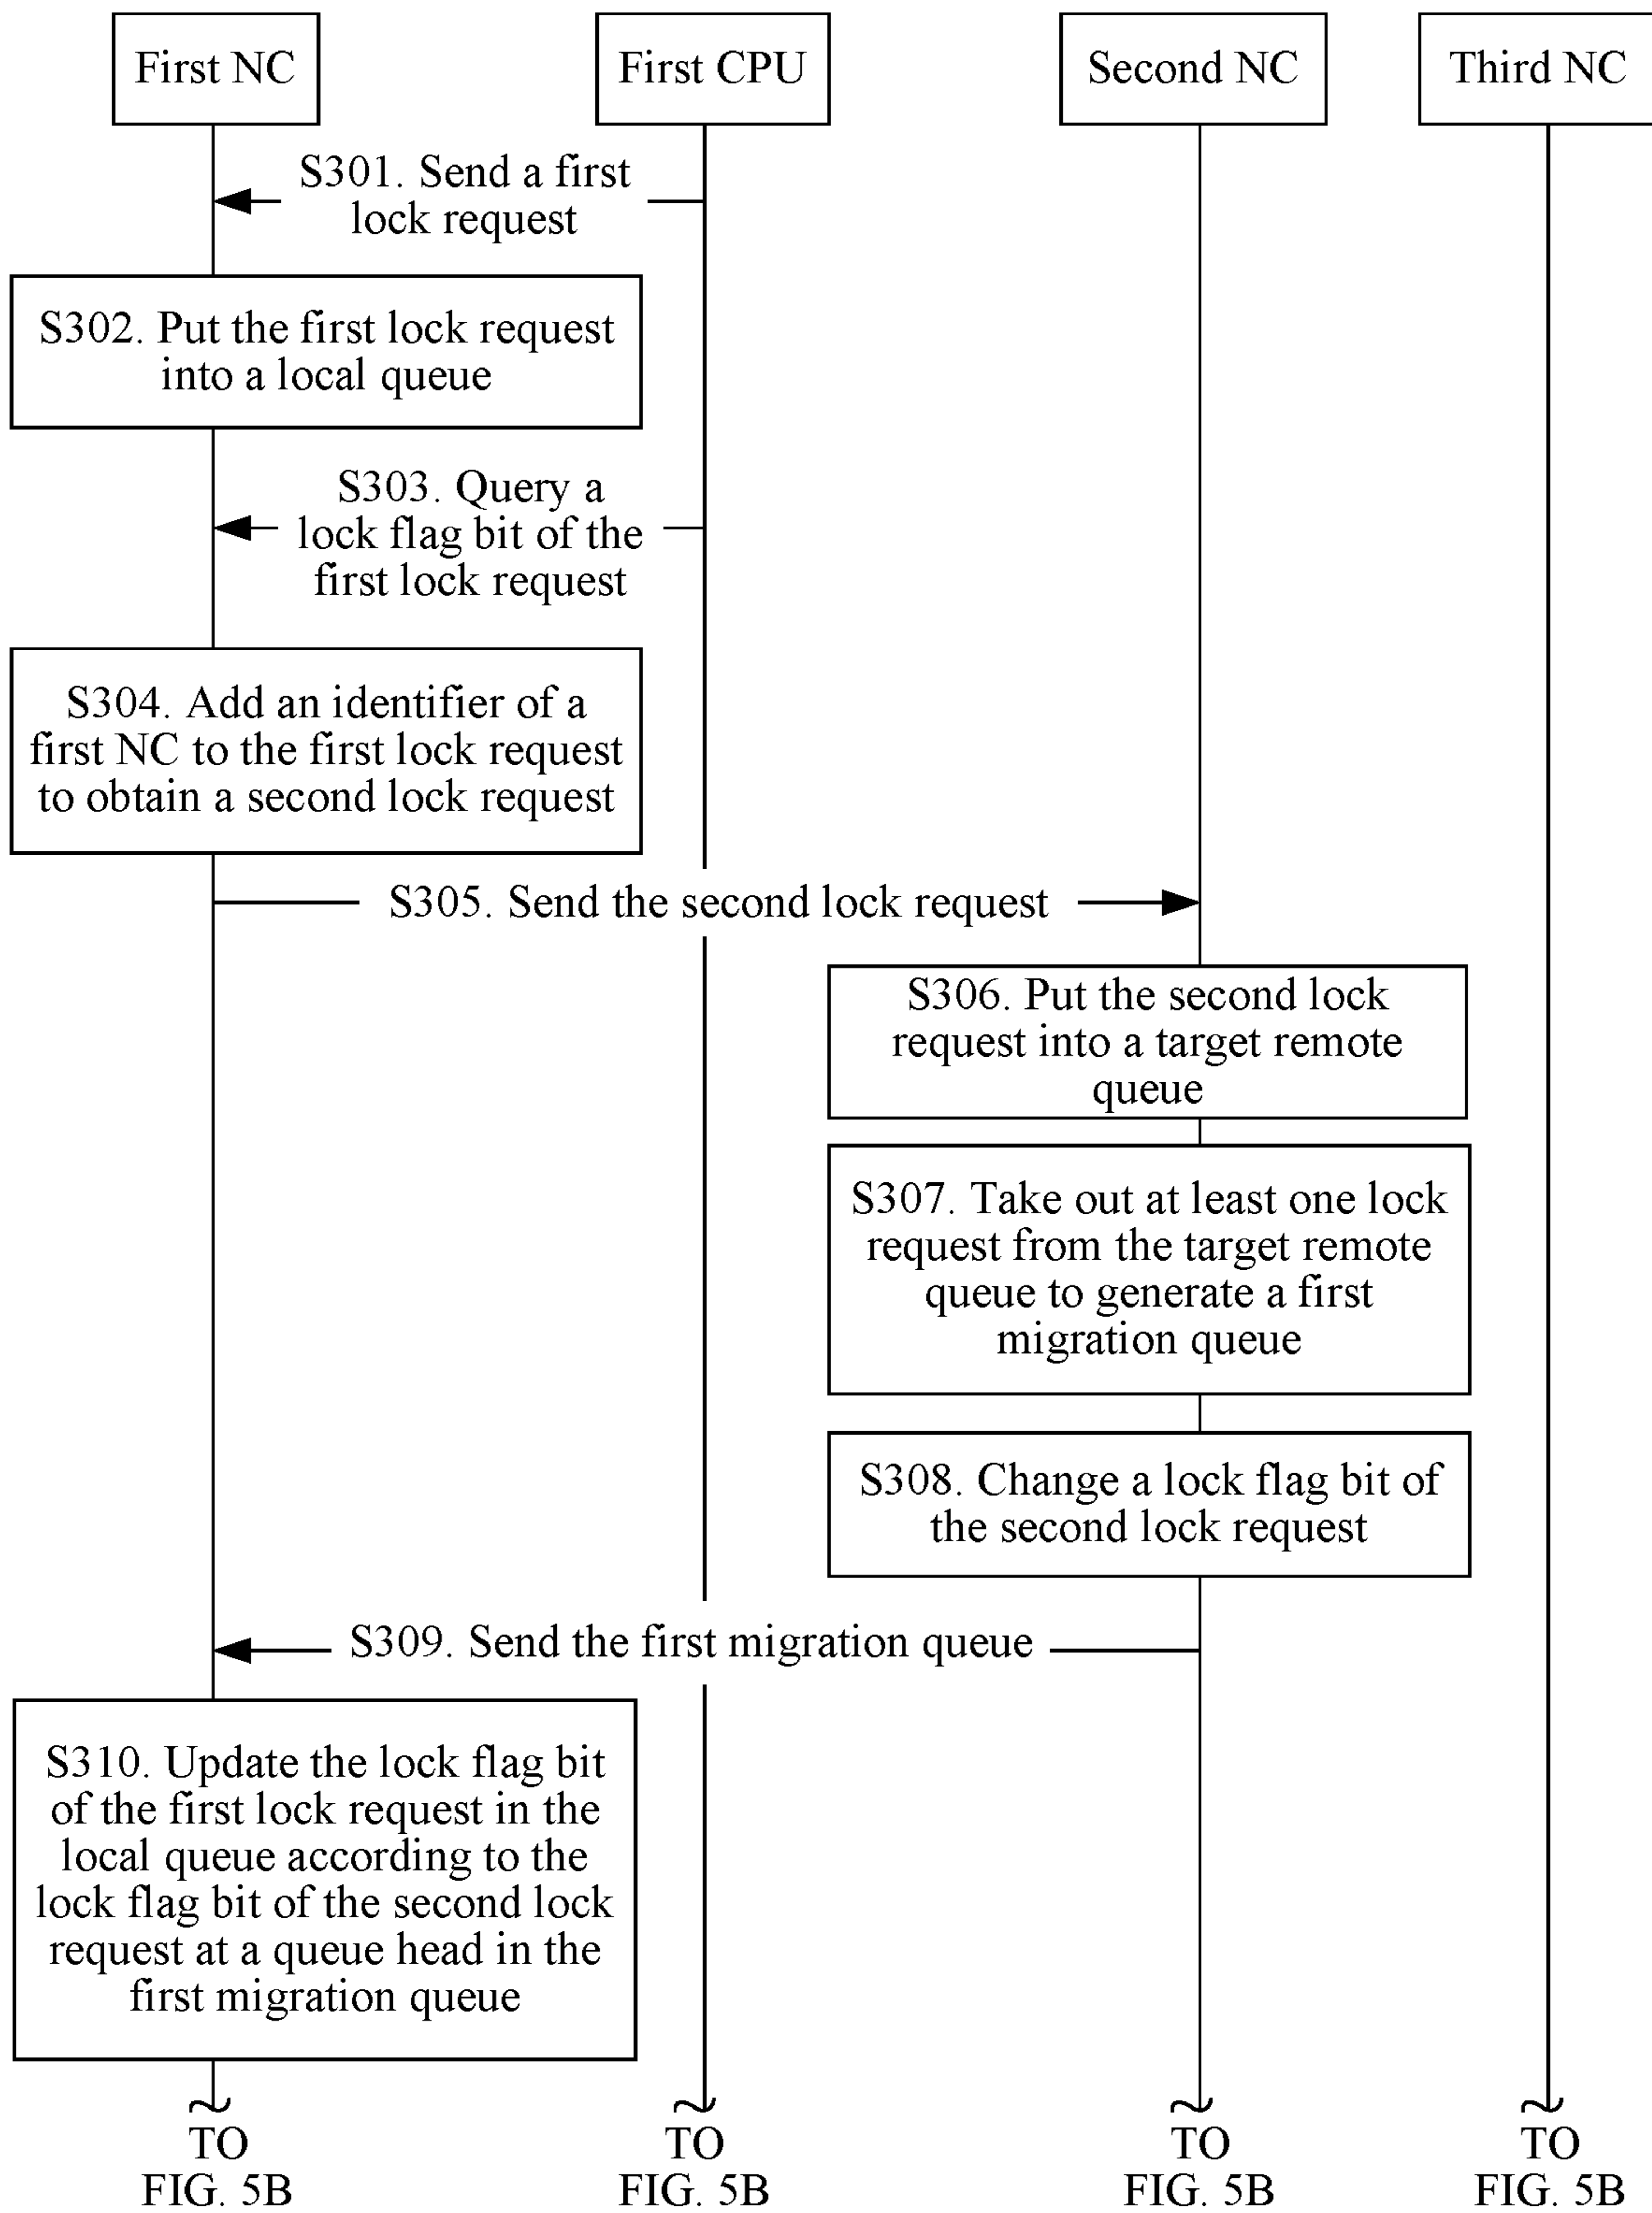 First NC
First CPU
Second NC
Third NC
S301. Send a first
lock request
S302. Put the first lock request
into a local queue
S303. Query a
lock flag bit of the
first lock request
S304. Add an identifier of a
first NC to the first lock request
to obtain a second lock request
S305. Send the second lock request
S306. Put the second lock
request into a target remote
queue
S307. Take out at least one lock
request from the target remote
queue to generate a first
migration queue
S308. Change a lock flag bit of
the second lock request
S309. Send the first migration queue
S310. Update the lock flag bit
of the first lock request in the
local queue according to the
lock flag bit of the second lock
request at a queue head in the
first migration queue
TO
FIG. 5B
TO
FIG. 5B
TO
FIG. 5B
TO
FIG. 5B